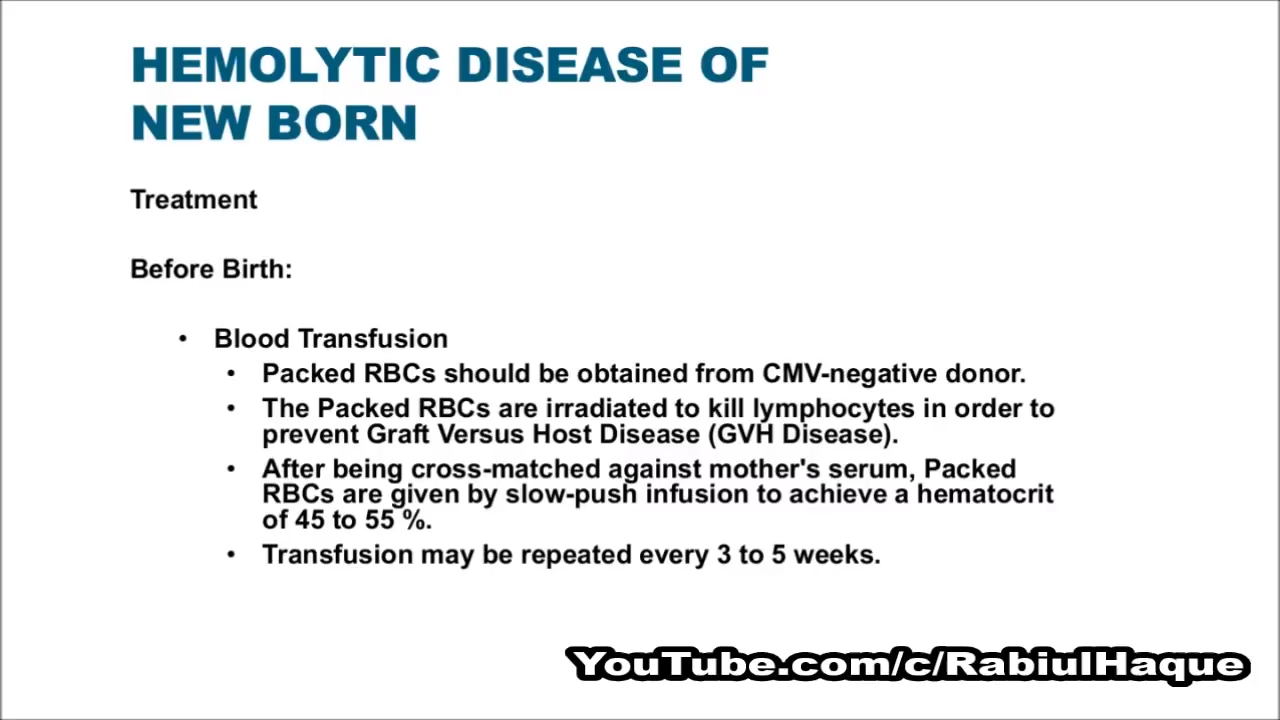 HEMOLYTIC DISEASE OF
NEW BORN
Treatment
Before Birth:
• Blood Transfusion
• Packed RBCs should be obtained from CMV-negative donor.
• The Packed RBCs are irradiated to kill lymphocytes in order to
prevent Graft Versus Host Disease (GVH Disease).
• After being cross-matched against mother's serum, Packed
RBCs are given by slow-push infusion to achieve a hematocrit
of 45 to 55 %.
• Transfusion may be repeated every 3 to 5 weeks.
YouTube.com/c/RabiulHaque